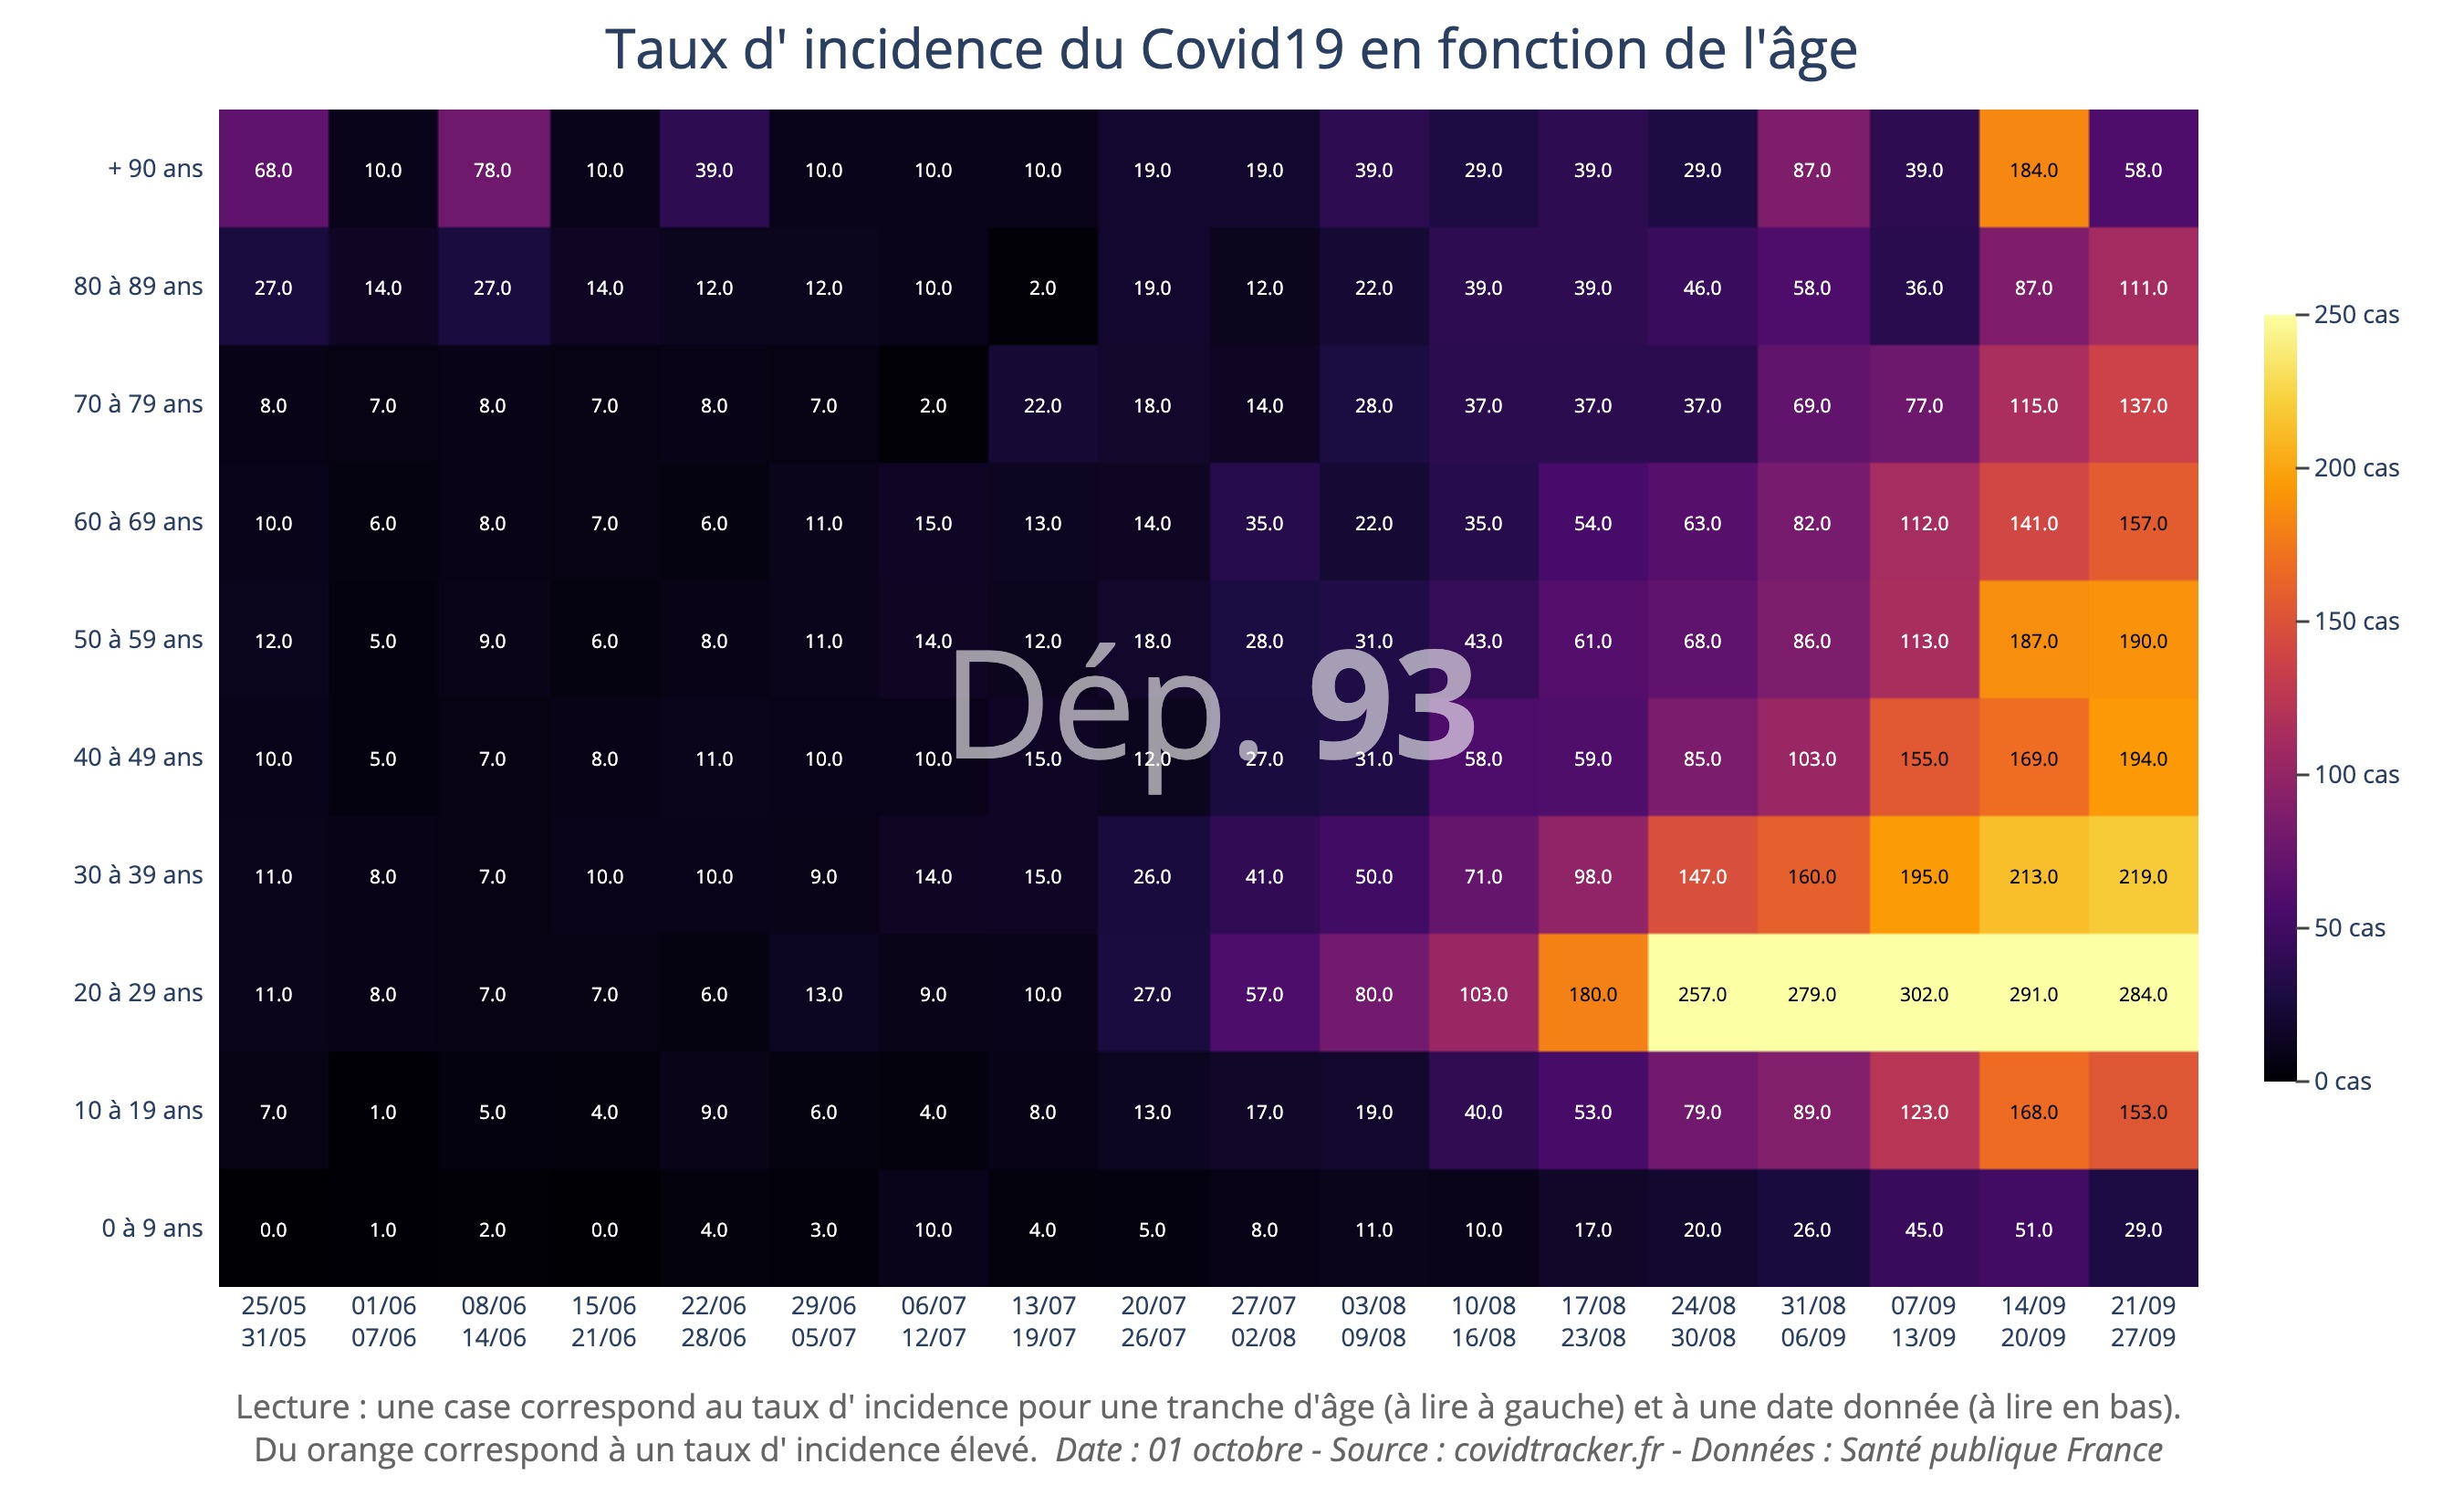 Taux d' incidence du Covid19 en fonction de l'âge
+ 90 ans 68.0 10.0 78.0 10.0 39.0 10.0 10.0 10.0 19.0 19.0 39.0 29.0 39.0 29.0 87.0 39.0 184.0 58.0
80 à 89 ans 27.0 14.0 27.0 14.0 12.0 12.0 10.0 2.0 19.0 12.0 22.0 39.0 39.0 46.0 58.0 36.0 87.0 111.0
70 à 79 ans 8.0 7.0 8.0 7.0 8.0 7.0 2.0 22.0 18.0 14.0 28.0 37.0 37.0 37.0 69.0 77.0 115.0 137.0
60 à 69 ans 10.0 6.0 8.0 7.0 6.0 11.0 15.0 13.0 14.0 35.0 22.0 35.0 54.0 63.0 82.0 112.0 141.0 157.0
50 à 59 ans 12.0 5.0 9.0 6.0 8.0 11.0 14.0 12.0 18.0 28.0 31.0 43.0 61.0 68.0 86.0 113.0 187.0 190.0
Dép. 93
40 à 49 ans 10.0 5.0 7.0 8.0 11.0 10.0 10.0 15.0 12.0 27.0 31.0 58.0 59.0 85.0 103.0 155.0 169.0 194.0
30 à 39 ans 11.0 8.0 7.0 10.0 10.0 9.0 14.0 15.0 26.0 41.0 50.0 71.0 98.0 147.0 160.0 195.0 213.0 219.0
20 à 29 ans 11.0 8.0 7.0 7.0 6.0 13.0 9.0 10.0 27.0 57.0 80.0 103.0 180.0 257.0 279.0 302.0 291.0 284.0
10 à 19 ans 7.0 1.0 5.0 4.0 9.0 6.0 4.0 8.0 13.0 17.0 19.0 40.0 53.0 79.0 89.0 123.0 168.0 153.0
0 à 9 ans 0.0 1.0 2.0 0.0 4.0 3.0 10.0 4.0 5.0 8.0 11.0 10.0 17.0 20.0 26.0 45.0 51.0 29.0
25/05 01/06 08/06 15/06 22/06 29/06 06/07 13/07 20/07 27/07 03/08 10/08 17/08 24/08 31/08 07/09 14/09 21/09
31/05 07/06 14/06 21/06 28/06 05/07 12/07 19/07 26/07 02/08 09/08 16/08 23/08 30/08 06/09 13/09 20/09 27/09
250 cas
200 cas
150 cas
100 cas
50 cas
0 cas
Lecture : une case correspond au taux d' incidence pour une tranche d'âge (à lire à gauche) et à une date donnée (à lire en bas).
Du orange correspond à un taux d' incidence élevé. Date : 01 octobre - Source : covidtracker.fr - Données : Santé publique France